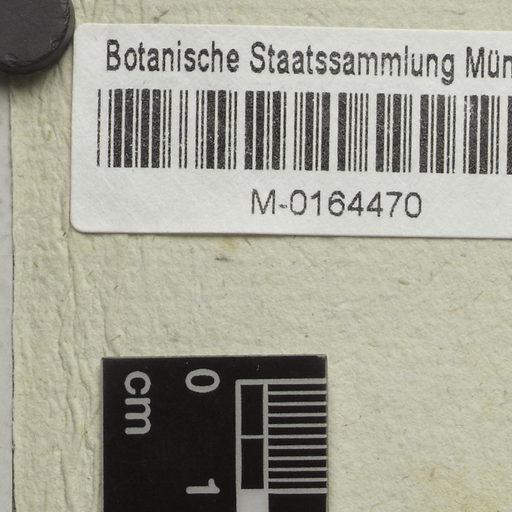 Botanische Staatssammlung Mün
M-0164470
cm
0
1